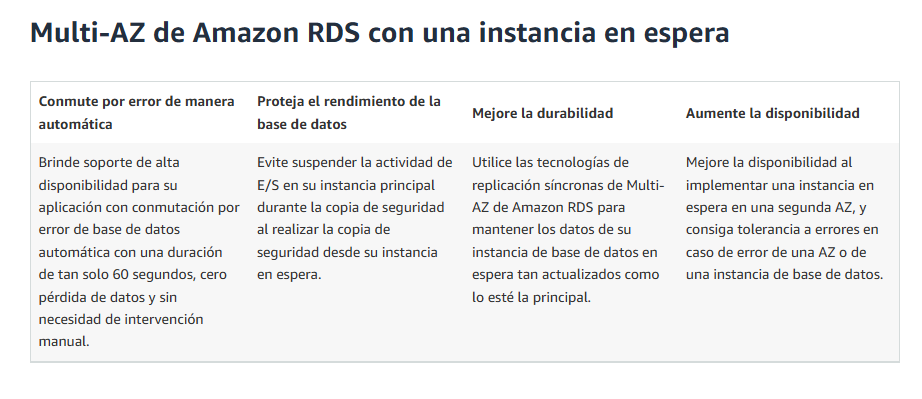 Multi-AZ de Amazon RDS con una instancia en espera
Conmute por error de manera
automática
Proteja el rendimiento de la
base de datos
Mejore la durabilidad
Aumente la disponibilidad
Brinde soporte de alta
disponibilidad para su
aplicación con conmutación por
error de base de datos
automática con una duración
de tan solo 60 segundos, cero
pérdida de datos y sin
necesidad de intervención
manual.
Evite suspender la actividad de
E/S en su instancia principal
durante la copia de seguridad
al realizar la copia de
seguridad desde su instancia
en espera.
Utilice las tecnologías de
replicación síncronas de Multi-
AZ de Amazon RDS para
mantener los datos de su
instancia de base de datos en
espera tan actualizados como
lo esté la principal.
Mejore la disponibilidad al
implementar una instancia en
espera en una segunda AZ, y
consiga tolerancia a errores en
caso de error de una AZ o de
una instancia de base de datos.